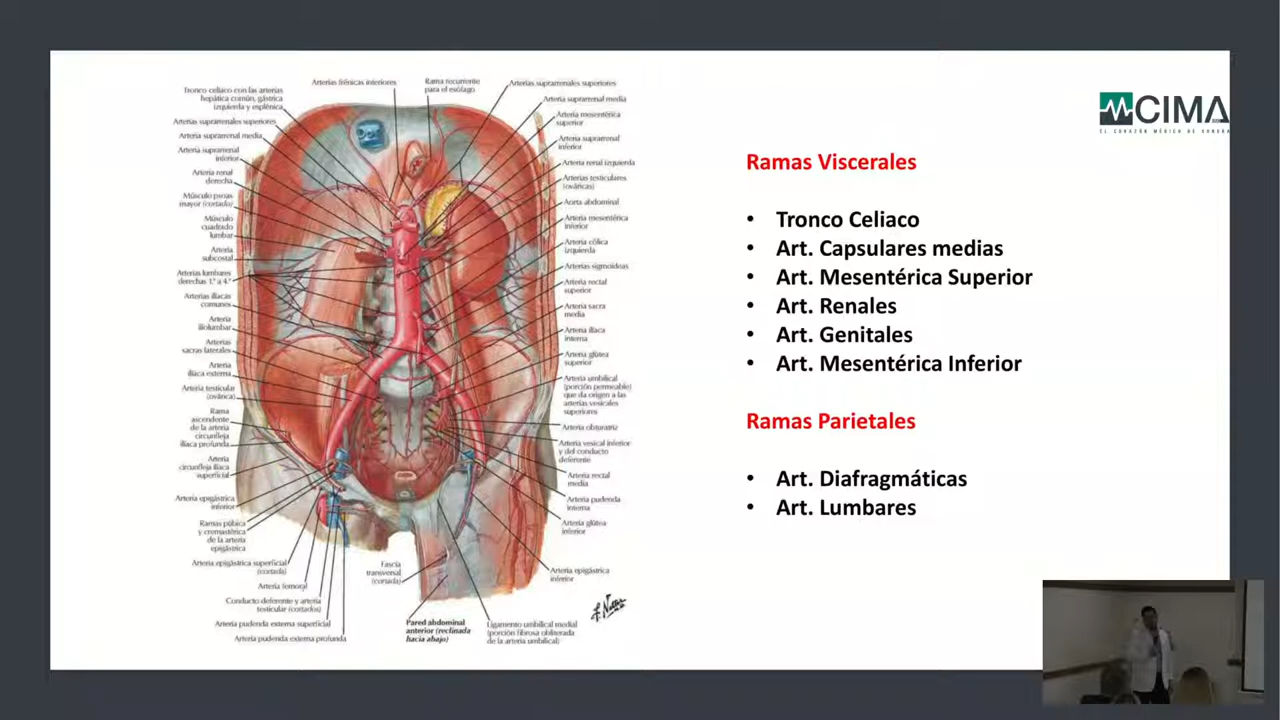 Arterias frénicas inferiores
Rama recurrente
para el esófago
Tronco celíaco con las arterias
hepática común, gástrica
izquierda y esplénica
Arterias suprarrenales superiores
Arteria suprarrenal media
Arteria suprarrenal
inferior
Arteria renal
derecha
Músculo psoas
mayor (cortado)
Músculo
cuadrado
lumbar
Arteria
subcostal
Arterias lumbares
derechas 1.ª a 4.ª
Arterias ilíacas
comunes
Arteria
iliolumbar
Arterias
sacras laterales
Arteria
ilíaca externa
Arteria testicular
(ovárica)
Rama
ascendente
de la arteria
circunfleja
ilíaca profunda
Arteria
circunfleja ilíaca
superficial
Arteria epigástrica
inferior
Ramas púbica
y cremastérica
de la arteria
epigástrica
Arteria epigástrica superficial
(cortada)
Arteria femoral
Conducto deferente y arteria
testicular (cortados)
Arteria pudenda externa superficial
Arteria pudenda externa profunda
Arterias suprarrenales superiores
Arteria suprarrenal media
Arteria mesentérica
superior
Arteria suprarrenal
inferior
Arteria renal izquierda
Arterias testiculares
(ováricas)
Aorta abdominal
Arteria mesentérica
inferior
Arteria cólica
izquierda
Arterias sigmoideas
Arteria rectal
superior
Arteria sacra
media
Arteria ilíaca
interna
Arteria glútea
superior
Arteria umbilical
(porción permeable)
que da origen a las
arterias vesicales
superiores
Arteria obturatriz
Arteria vesical inferior
y del conducto
deferente
Arteria rectal
media
Arteria pudenda
interna
Arteria glútea
inferior
Arteria epigástrica
inferior
Fascia
transversal
(cortada)
Pared abdominal
anterior (reclinada
hacia abajo)
Ligamento umbilical medial
(porción fibrosa obliterada
de la arteria umbilical)
F. Netter
CIMA
EL CORAZÓN MÉDICO DE SONORA
Ramas Viscerales
• Tronco Celiaco
• Art. Capsulares medias
• Art. Mesentérica Superior
• Art. Renales
• Art. Genitales
• Art. Mesentérica Inferior
Ramas Parietales
• Art. Diafragmáticas
• Art. Lumbares